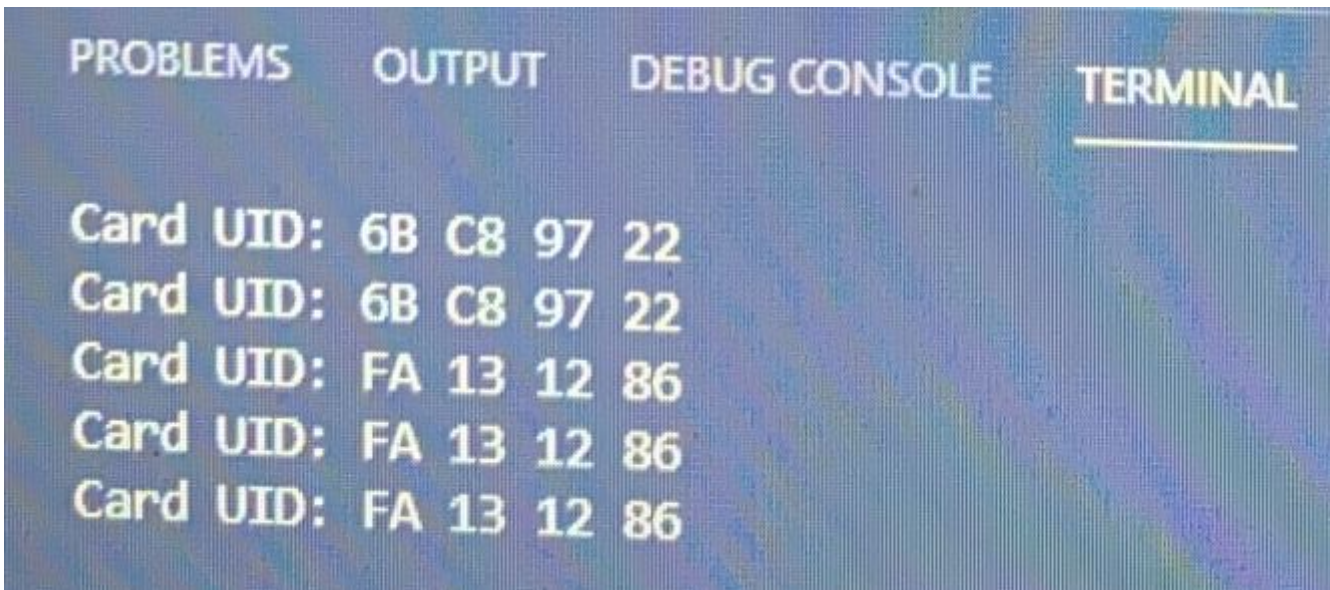 PROBLEMS OUTPUT DEBUG CONSOLE TERMINAL
Card UID: 6B C8 97 22
Card UID: 6B C8 97 22
Card UID: FA 13 12 86
Card UID: FA 13 12 86
Card UID: FA 13 12 86